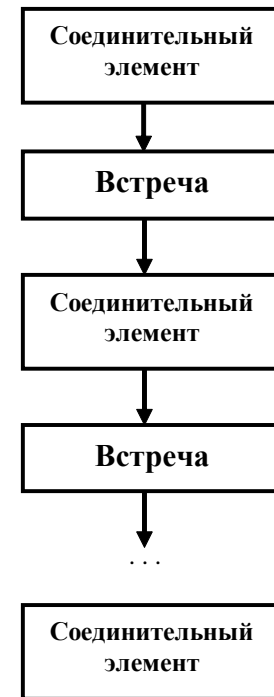 Соединительный
элемент
Встреча
Соединительный
элемент
Встреча
. . .
Соединительный
элемент